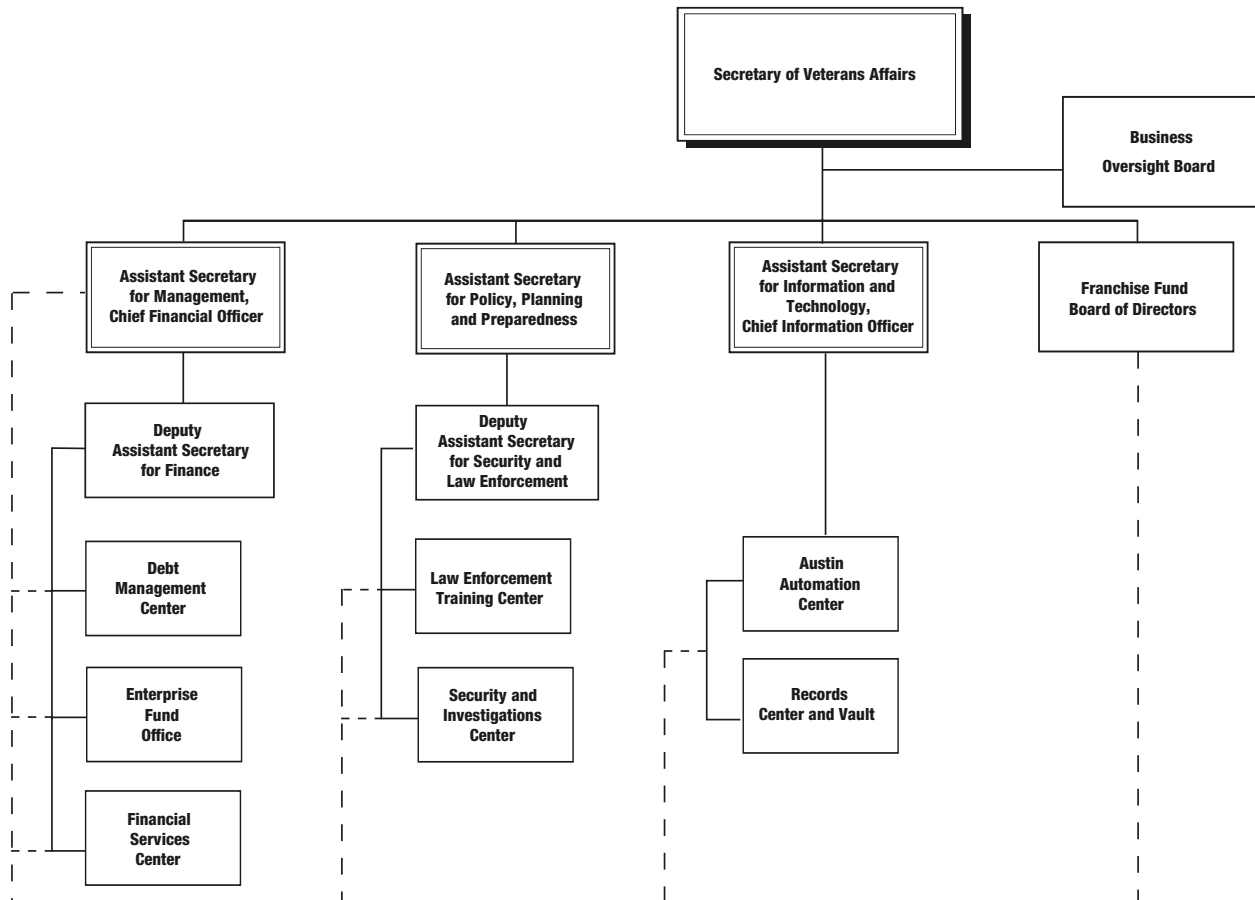 Secretary of Veterans Affairs
Business
Oversight Board
Assistant Secretary
for Management,
Chief Financial Officer
Assistant Secretary
for Policy, Planning
and Preparedness
Assistant Secretary
for Information and
Technology,
Chief Information Officer
Franchise Fund
Board of Directors
Deputy
Assistant Secretary
for Finance
Deputy
Assistant Secretary
for Security and
Law Enforcement
Debt
Management
Center
Law Enforcement
Training Center
Austin
Automation
Center
Enterprise
Fund
Office
Security and
Investigations
Center
Records
Center and Vault
Financial
Services
Center